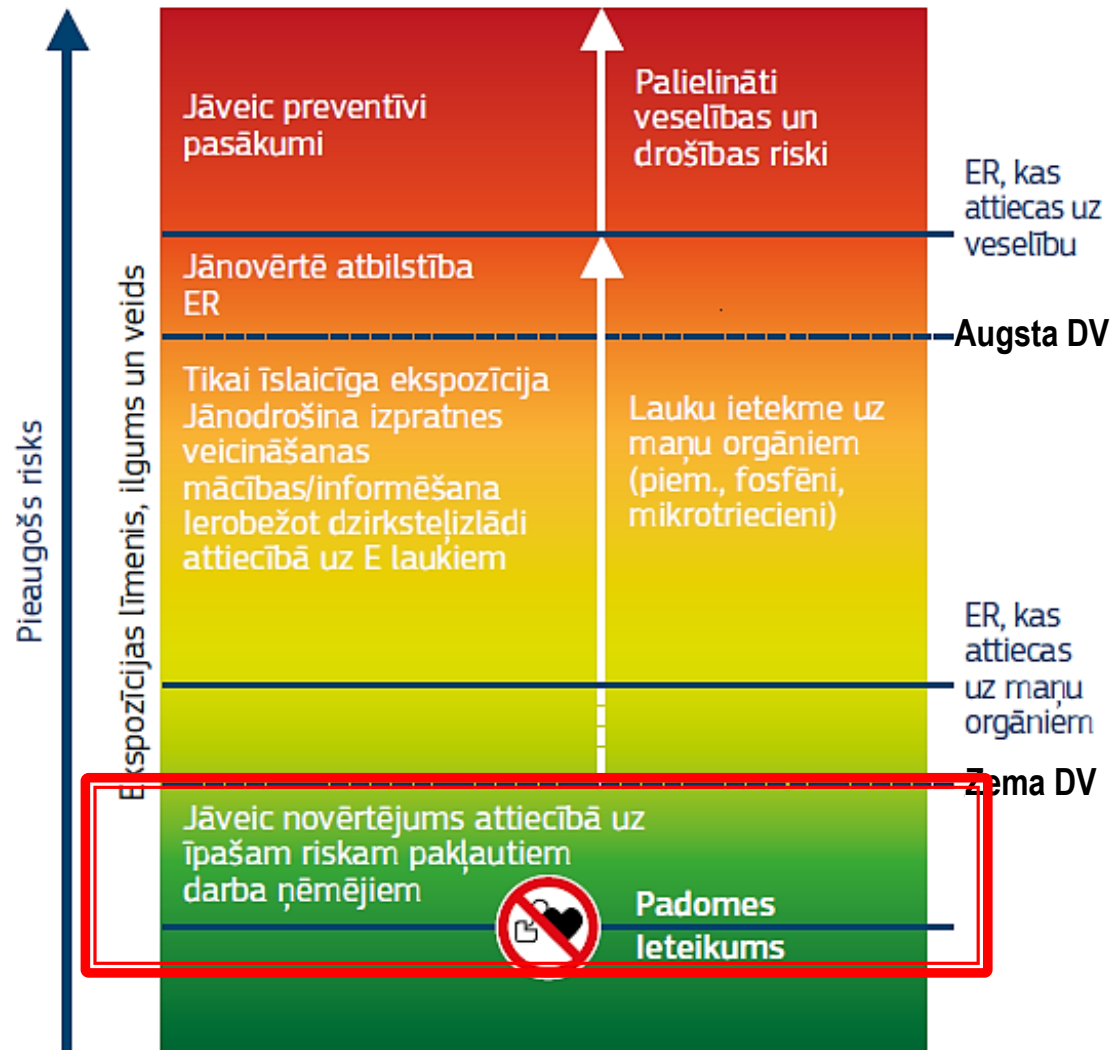 Pieaugošs risks
Ekspozīcijas līmenis, ilgums un veids
Jāveic preventīvi
pasākumi
Palielināti
veselības un
drošības riski
ER, kas
attiecas uz
veselību
Jānovērtē atbilstība
ER
Augsta DV
Tikai īslaicīga ekspozīcija
Jānodrošina izpratnes
veicināšanas
mācības/informēšana
Ierobežot dzirksteļizlādi
attiecībā uz E laukiem
Lauku ietekme uz
maņu orgāniem
(piem., fosfēni,
mikrotriecieni)
ER, kas
attiecas
uz maņu
orgāniem
Zema DV
Jāveic novērtējums attiecībā uz
īpašam riskam pakļautiem
darba ņēmējiem
Padomes
Ieteikums